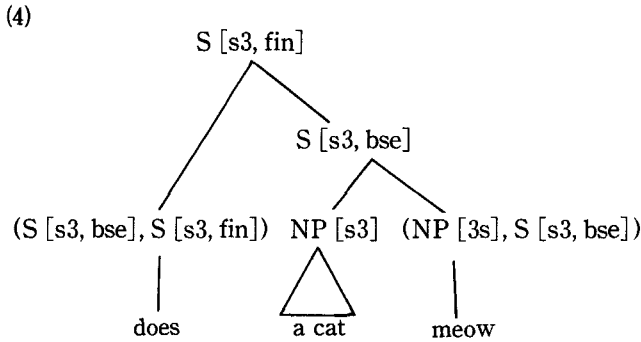 (4)
S [s3, fin]
S [s3, bse]
(S [s3, bse], S [s3, fin]) NP [s3] (NP [3s], S [s3, bse])
does a cat meow